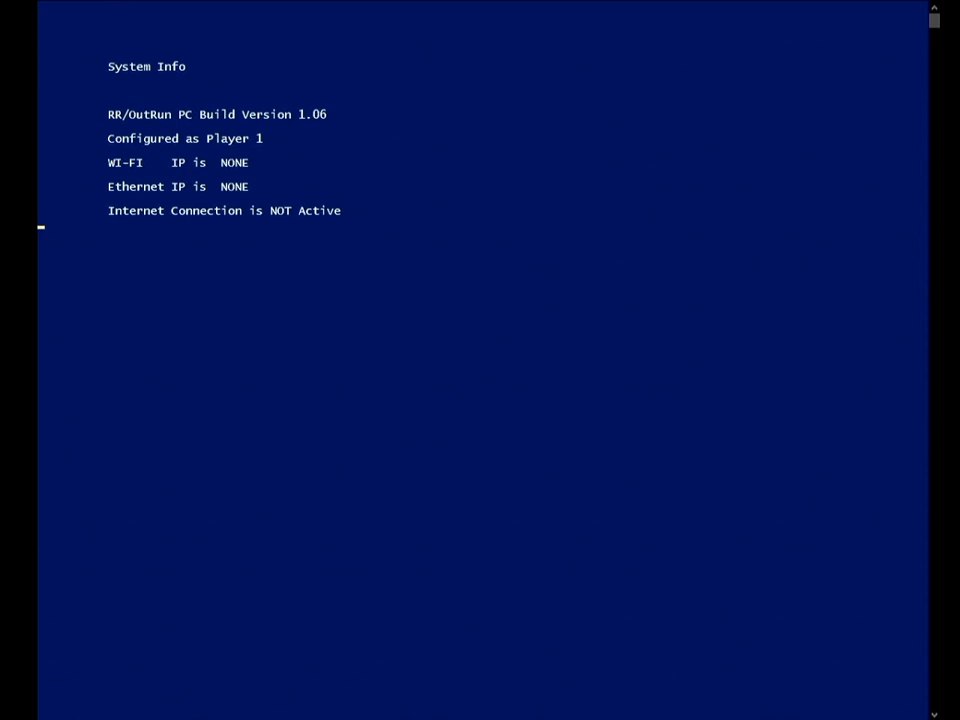 System Info
RR/OutRun PC Build Version 1.06
Configured as Player 1
WI-FI    IP is  NONE
Ethernet IP is  NONE
Internet Connection is NOT Active